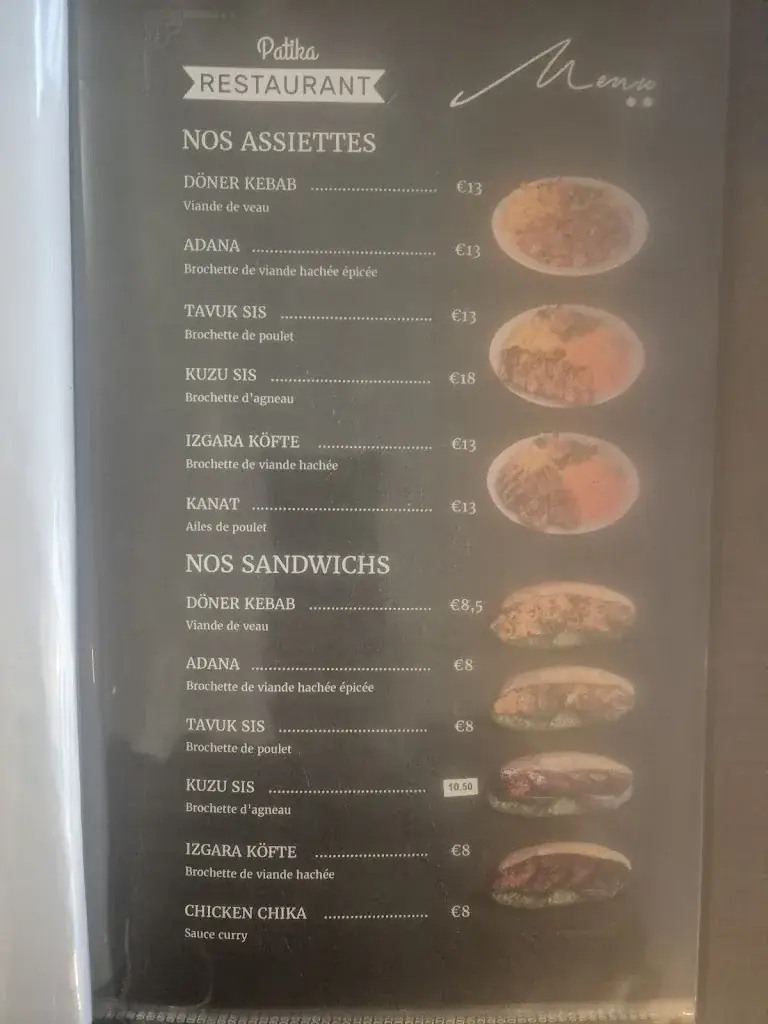 Patika
RESTAURANT
Menu
NOS ASSIETTES
DÖNER KEBAB ........................ €13
Viande de veau
ADANA ........................ €13
Brochette de viande hachée épicée
TAVUK SIS ........................ €13
Brochette de poulet
KUZU SIS ........................ €18
Brochette d'agneau
IZGARA KÖFTE ........................ €13
Brochette de viande hachée
KANAT ........................ €13
Ailes de poulet
NOS SANDWICHS
DÖNER KEBAB ........................ €8,5
Viande de veau
ADANA ........................ €8
Brochette de viande hachée épicée
TAVUK SIS ........................ €8
Brochette de poulet
KUZU SIS ........................ 10.50
Brochette d'agneau
IZGARA KÖFTE ........................ €8
Brochette de viande hachée
CHICKEN CHIKA ........................ €8
Sauce curry